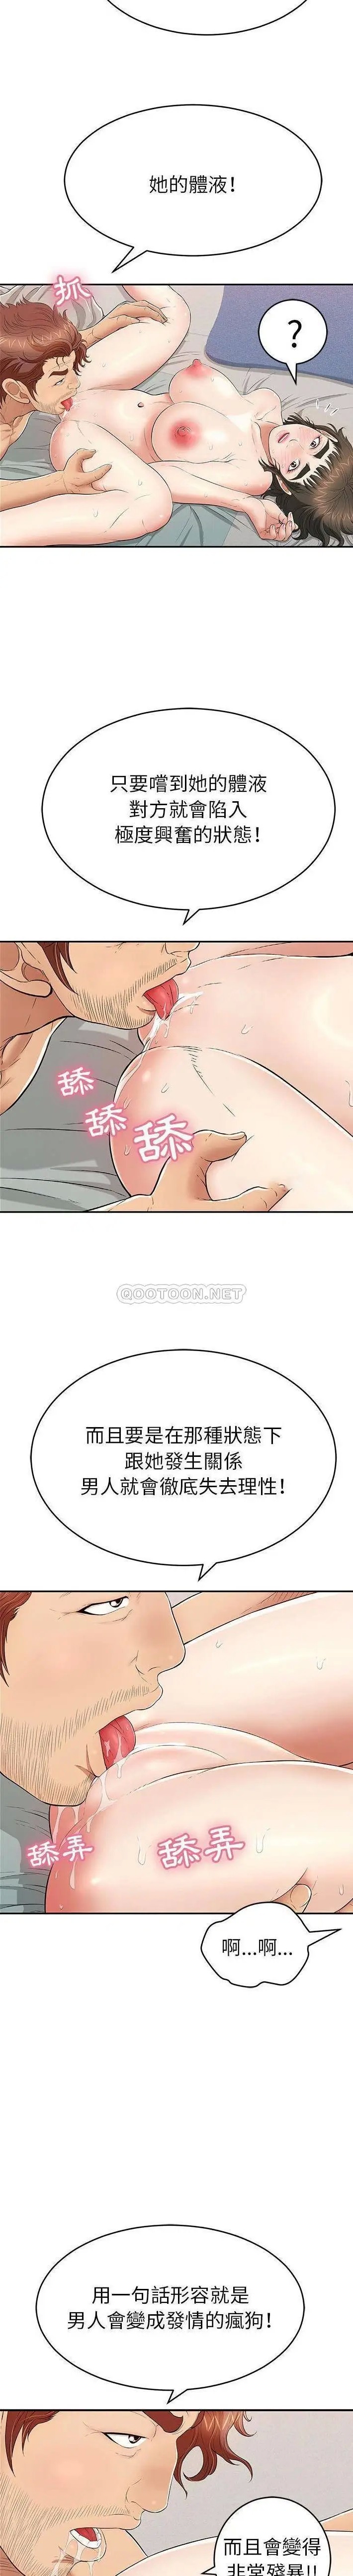 她的體液！
抓
？
只要嚐到她的體液
對方就會陷入
極度興奮的狀態！
舔
舔
舔
QOOTOON.NET
而且要是在那種狀態下
跟她發生關係
男人就會徹底失去理性！
舔弄
舔弄
啊...啊...
用一句話形容就是
男人會變成發情的瘋狗！
而且會變得
非常殘暴!!